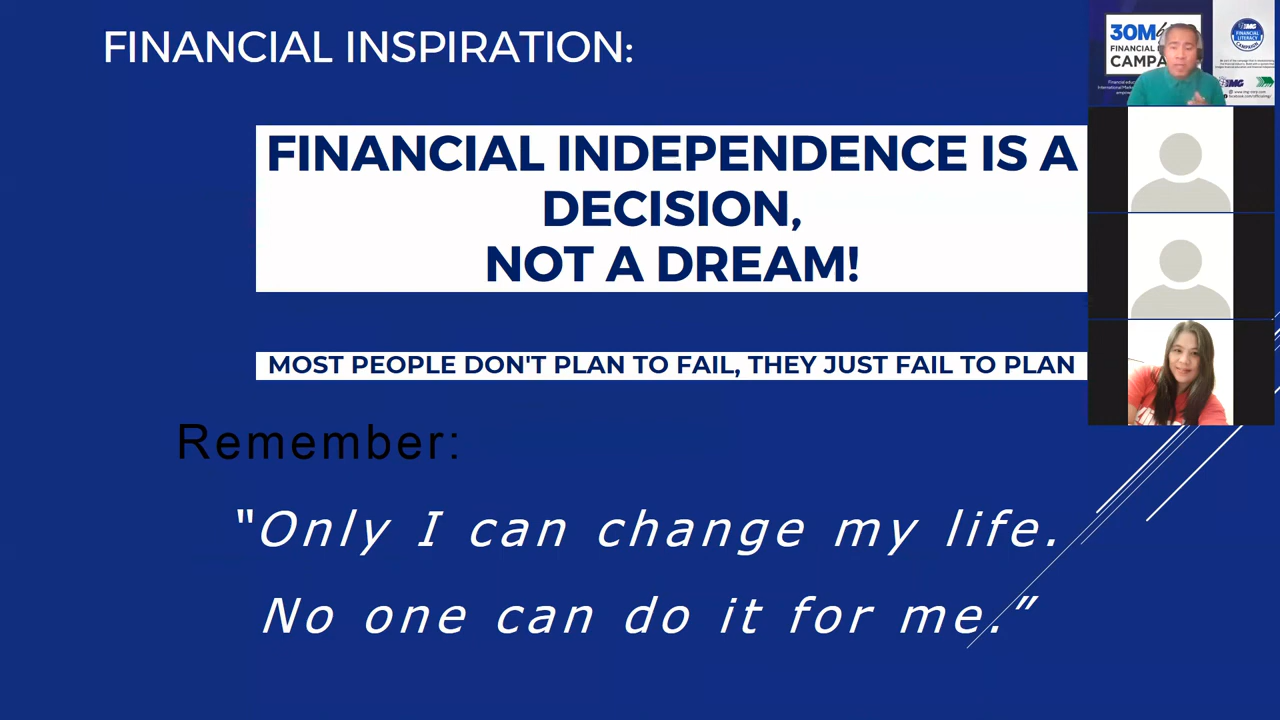 FINANCIAL INSPIRATION:
FINANCIAL INDEPENDENCE IS A
DECISION,
NOT A DREAM!
MOST PEOPLE DON'T PLAN TO FAIL, THEY JUST FAIL TO PLAN
Remember:
"Only I can change my life.
No one can do it for me."
30M
FINANCIAL
CAMPA
IMG
FINANCIAL
LITERACY
CAMPAIGN
IMG